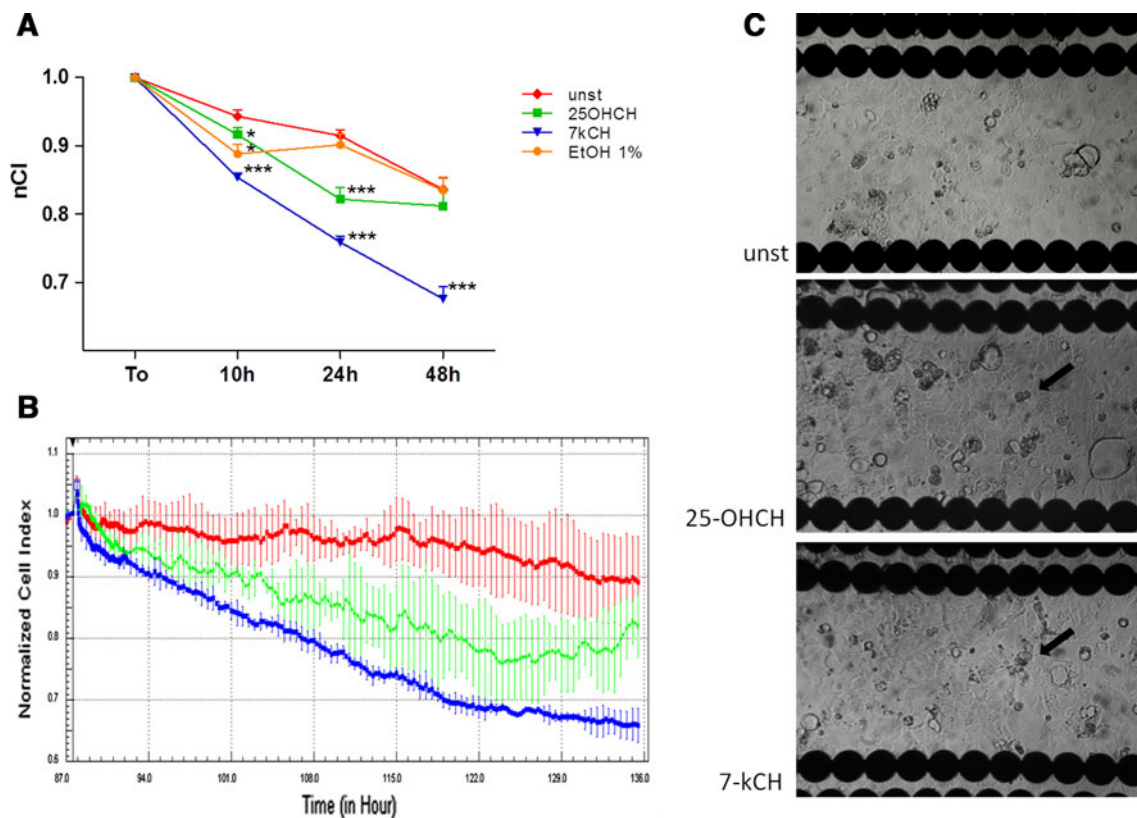 A
nCI
1.0
0.9
0.8
0.7
*
*
***
***
***
***
To 10h 24h 48h
unst
25OHCH
7kCH
EtOH 1%
B
Normalized Cell Index
1.1
1.0
0.9
0.8
0.7
0.6
87.0 94.0 101.0 108.0 115.0 122.0 129.0 136.0
Time (in Hour)
C
unst
25-OHCH
7-kCH